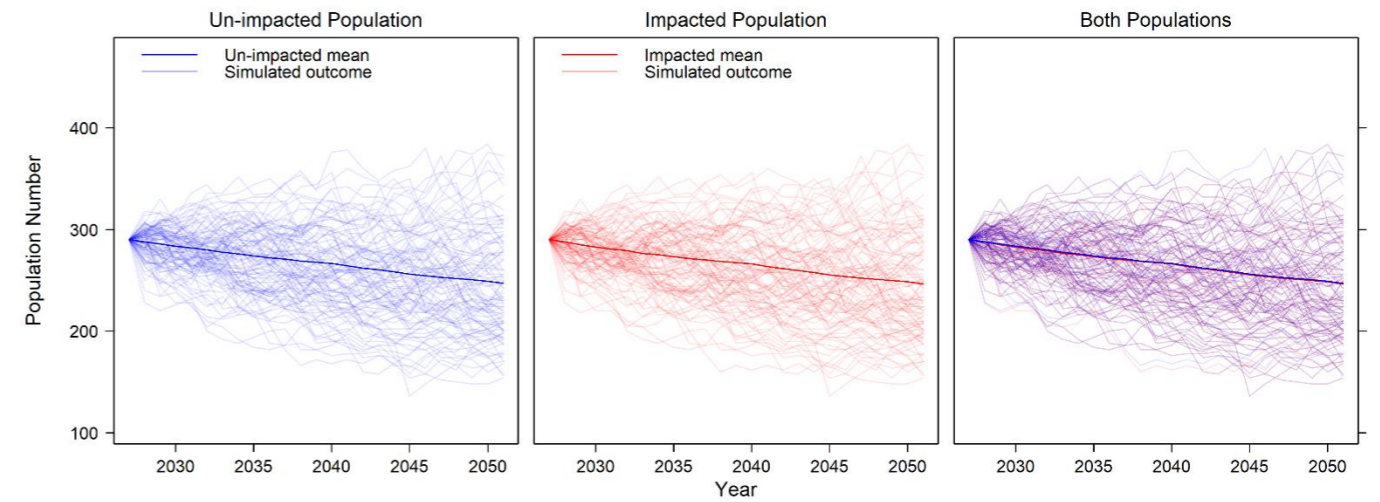 Un-impacted Population
Impacted Population
Both Populations
Un-impacted mean
Simulated outcome
Impacted mean
Simulated outcome
Population Number
400
300
200
100
2030 2035 2040 2045 2050
2030 2035 2040 2045 2050
2030 2035 2040 2045 2050
Year